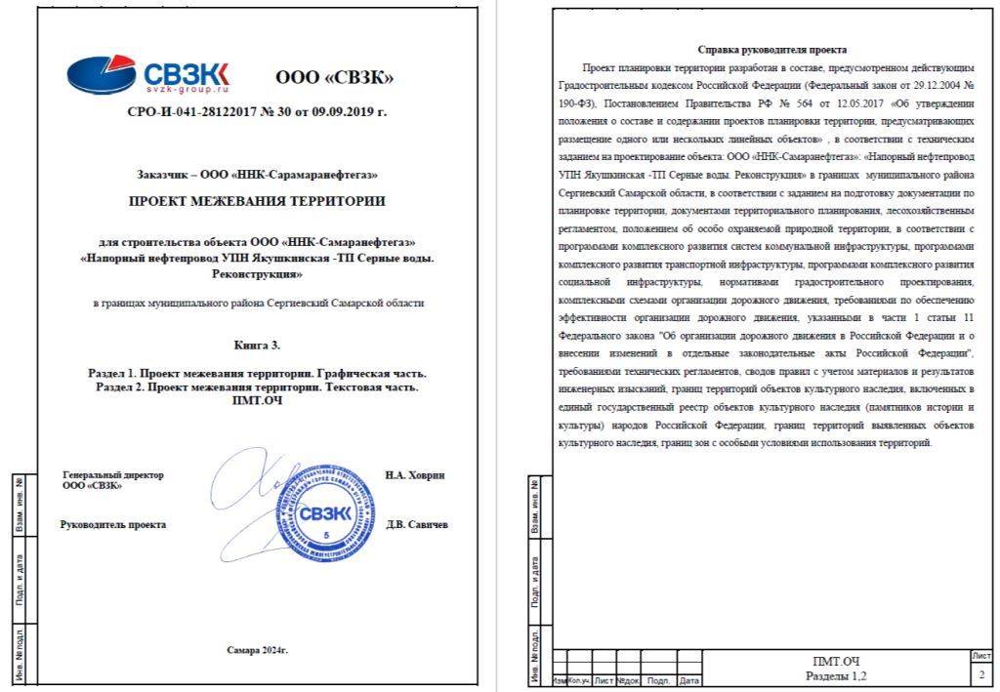 СВЗК
svzk-group.ru
ООО «СВЗК»
СРО-И-041-28122017 № 30 от 09.09.2019 г.
Заказчик – ООО «ННК-Сарамаранефтегаз»
ПРОЕКТ МЕЖЕВАНИЯ ТЕРРИТОРИИ
для строительства объекта ООО «ННК-Самаранефтегаз»
«Напорный нефтепровод УПН Якушкинская -ТП Серные воды.
Реконструкция»
в границах муниципального района Сергиевский Самарской области
Книга 3.
Раздел 1. Проект межевания территории. Графическая часть.
Раздел 2. Проект межевания территории. Текстовая часть.
ПМТ.ОЧ
Генеральный директор
ООО «СВЗК»
Н.А. Ховрин
Руководитель проекта
Д.В. Савичев
СВЗК
5
Самара 2024г.
Взам. инв. №
Подп. и дата
Инв. № подл.
Справка руководителя проекта
Проект планировки территории разработан в составе, предусмотренном действующим
Градостроительным кодексом Российской Федерации (Федеральный закон от 29.12.2004 №
190-ФЗ), Постановлением Правительства РФ № 564 от 12.05.2017 «Об утверждении
положения о составе и содержании проектов планировки территории, предусматривающих
размещение одного или нескольких линейных объектов» , в соответствии с техническим
заданием на проектирование объекта: ООО «ННК-Самаранефтегаз»: «Напорный нефтепровод
УПН Якушкинская -ТП Серные воды. Реконструкция» в границах муниципального района
Сергиевский Самарской области, в соответствии с заданием на подготовку документации по
планировке территории, документами территориального планирования, лесохозяйственным
регламентом, положением об особо охраняемой природной территории, в соответствии с
программами комплексного развития систем коммунальной инфраструктуры, программами
комплексного развития транспортной инфраструктуры, программами комплексного развития
социальной инфраструктуры, нормативами градостроительного проектирования,
комплексными схемами организации дорожного движения, требованиями по обеспечению
эффективности организации дорожного движения, указанными в части 1 статьи 11
Федерального закона "Об организации дорожного движения в Российской Федерации и о
внесении изменений в отдельные законодательные акты Российской Федерации",
требованиями технических регламентов, сводов правил с учетом материалов и результатов
инженерных изысканий, границ территорий объектов культурного наследия, включенных в
единый государственный реестр объектов культурного наследия (памятников истории и
культуры) народов Российской Федерации, границ территорий выявленных объектов
культурного наследия, границ зон с особыми условиями использования территорий.
Взам. инв. №
Подп. и дата
Инв. № подл.
Изм Кол.уч. Лист №док. Подп. Дата
ПМТ.ОЧ
Разделы 1,2
Лист
2